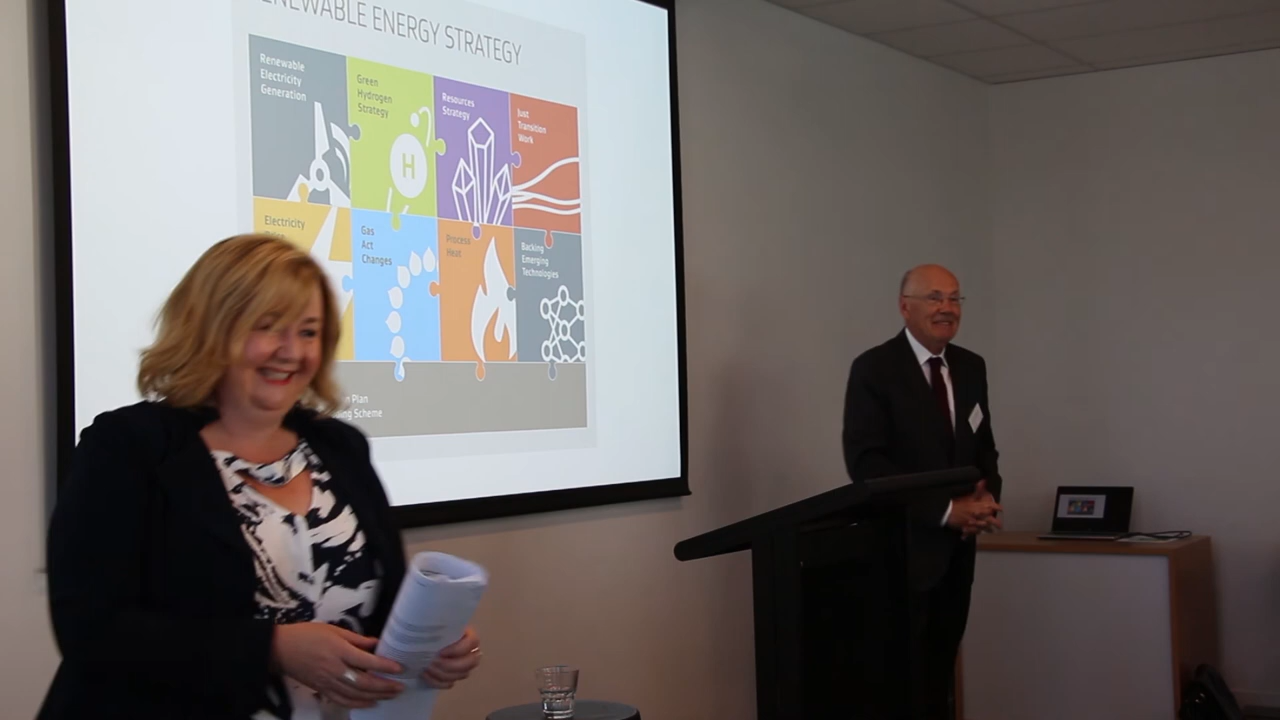 RENEWABLE ENERGY STRATEGY
Renewable
Electricity
Generation
Green
Hydrogen
Strategy
Resources
Strategy
Just
Transition
Work
H
Electricity
Gas
Act
Changes
Process
Heat
Backing
Emerging
Technologies
Plan
Scheme